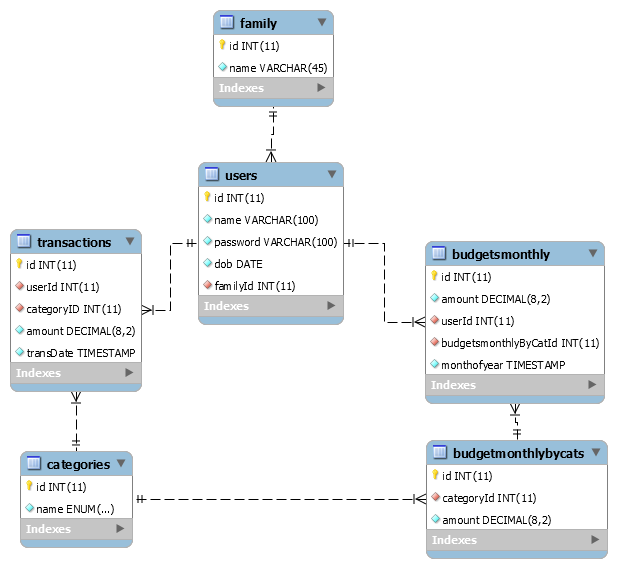 family
id INT(11)
name VARCHAR(45)
Indexes
users
id INT(11)
name VARCHAR(100)
password VARCHAR(100)
dob DATE
familyId INT(11)
Indexes
transactions
id INT(11)
userId INT(11)
categoryID INT(11)
amount DECIMAL(8,2)
transDate TIMESTAMP
Indexes
budgetsmonthly
id INT(11)
amount DECIMAL(8,2)
userId INT(11)
budgetsmonthlyByCatId INT(11)
monthofyear TIMESTAMP
Indexes
categories
id INT(11)
name ENUM(...)
Indexes
budgetmonthlybycats
id INT(11)
categoryId INT(11)
amount DECIMAL(8,2)
Indexes